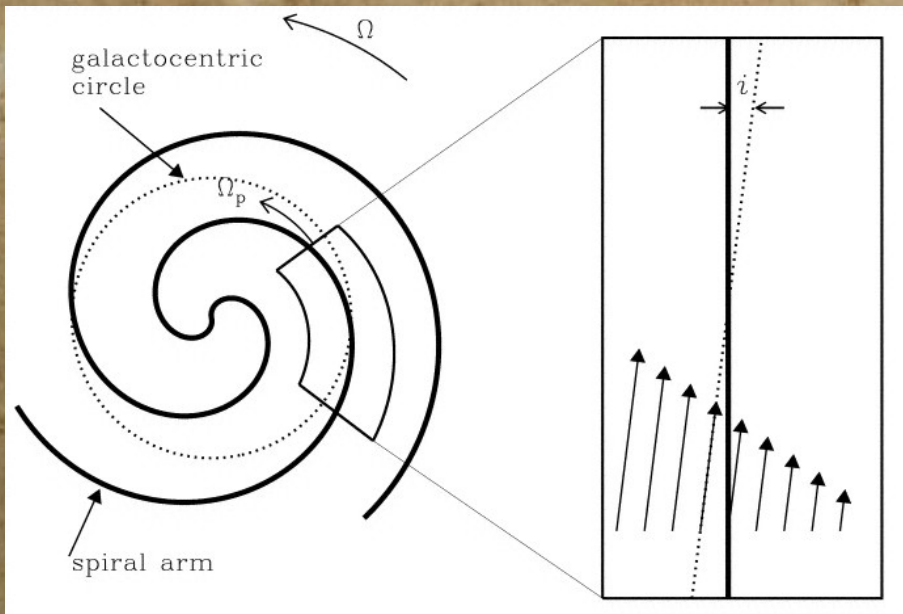 Ω
galactocentric
circle
Ωp
i
spiral arm